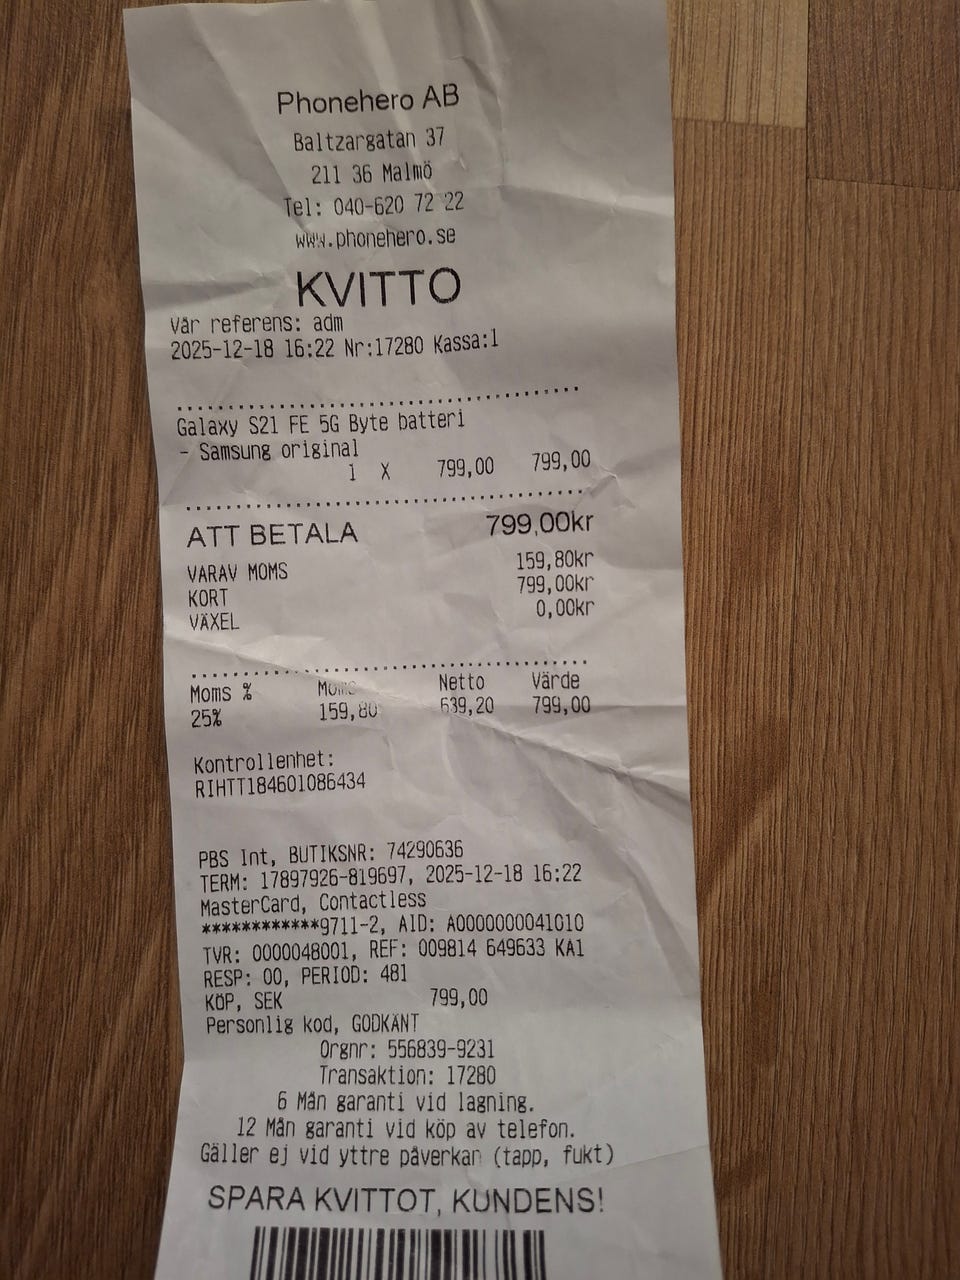 Phonehero AB
Baltzargatan 37
211 36 Malmö
Tel: 040-620 72 22
www.phonehero.se
KVITTO
Vår referens: adm
2025-12-18 16:22 Nr:17280 Kassa:1
Galaxy S21 FE 5G Byte batteri
- Samsung original
1 X 799,00 799,00
ATT BETALA 799,00kr
VARAV MOMS 159,80kr
KORT 799,00kr
VÄXEL 0,00kr
Moms % Moms Netto Värde
25% 159,80 639,20 799,00
Kontrollenhet:
RIHTT184601086434
PBS Int, BUTIKSNR: 74290636
TERM: 17897926-819697, 2025-12-18 16:22
MasterCard, Contactless
************9711-2, AID: A0000000041010
TVR: 0000048001, REF: 009814 649633 KA1
RESP: 00, PERIOD: 481
KÖP, SEK 799,00
Personlig kod, GODKÄNT
Orgnr: 556839-9231
Transaktion: 17280
6 Mån garanti vid lagning.
12 Mån garanti vid köp av telefon.
Gäller ej vid yttre påverkan (tapp, fukt)
SPARA KVITTOT, KUNDENS!